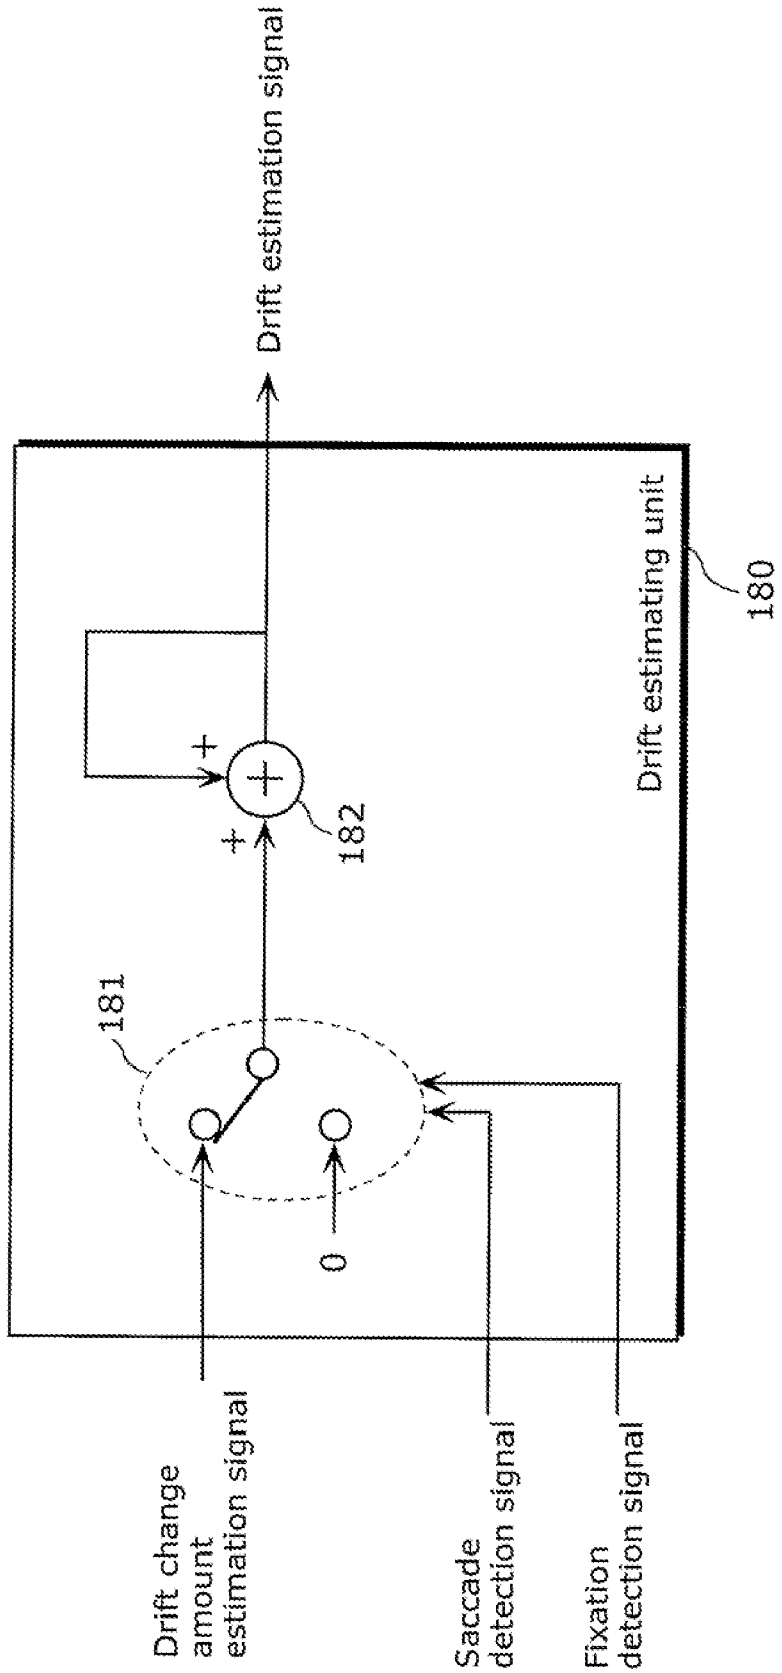 Drift change
amount
estimation signal
Saccade
detection signal
Fixation
detection signal
0
181
+
+
+
182
Drift estimating unit
180
Drift estimation signal